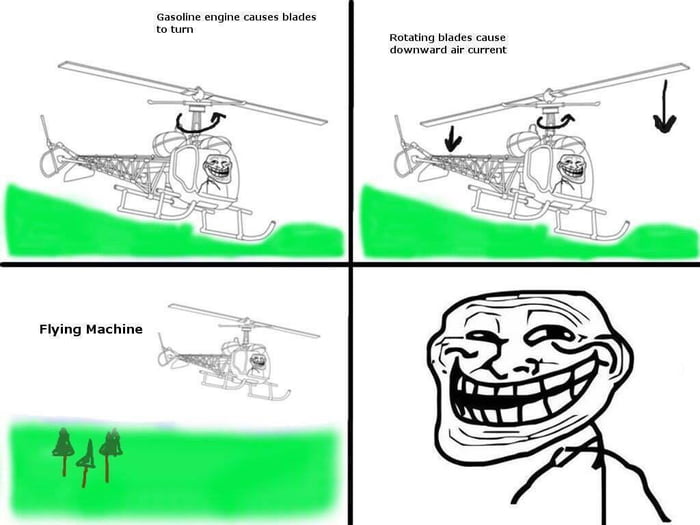 Gasoline engine causes blades
to turn
Rotating blades cause
downward air current
Flying Machine